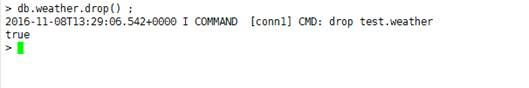 > db.weather.drop() ;
2016-11-08T13:29:06.542+0000 I COMMAND  [conn1] CMD: drop test.weather
true
>